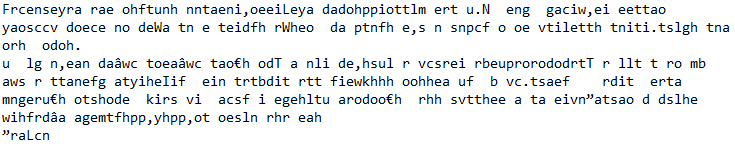 Frcenseyra rae ohftunh nntaeni,oeeiLeya dadohppiottlm ert u.N  eng  gaciw,ei eettao
yaosccv doece no deWa tn e teidfh rWheo  da ptnfh e,s n snpcf o oe vtiletth tniti.tslgh tna
orh  odoh.
u  lg n,ean daâwc toeaâwc tao€h odT a nli de,hsul r vcsrei rbeuprorododrtT r llt t ro mb
aws r ttanefg atyiheIif  ein trtbdit rtt fiewkhhh oohhea uf  b vc.tsaef    rdit  erta
mngeru€h otshode  kirs vi  acsf i egehltu arodoo€h  rhh svtthee a ta eivn”atsao d dslhe
wihfrdâa agemtfhpp,yhpp,ot oesln rhr eah
”raLcn